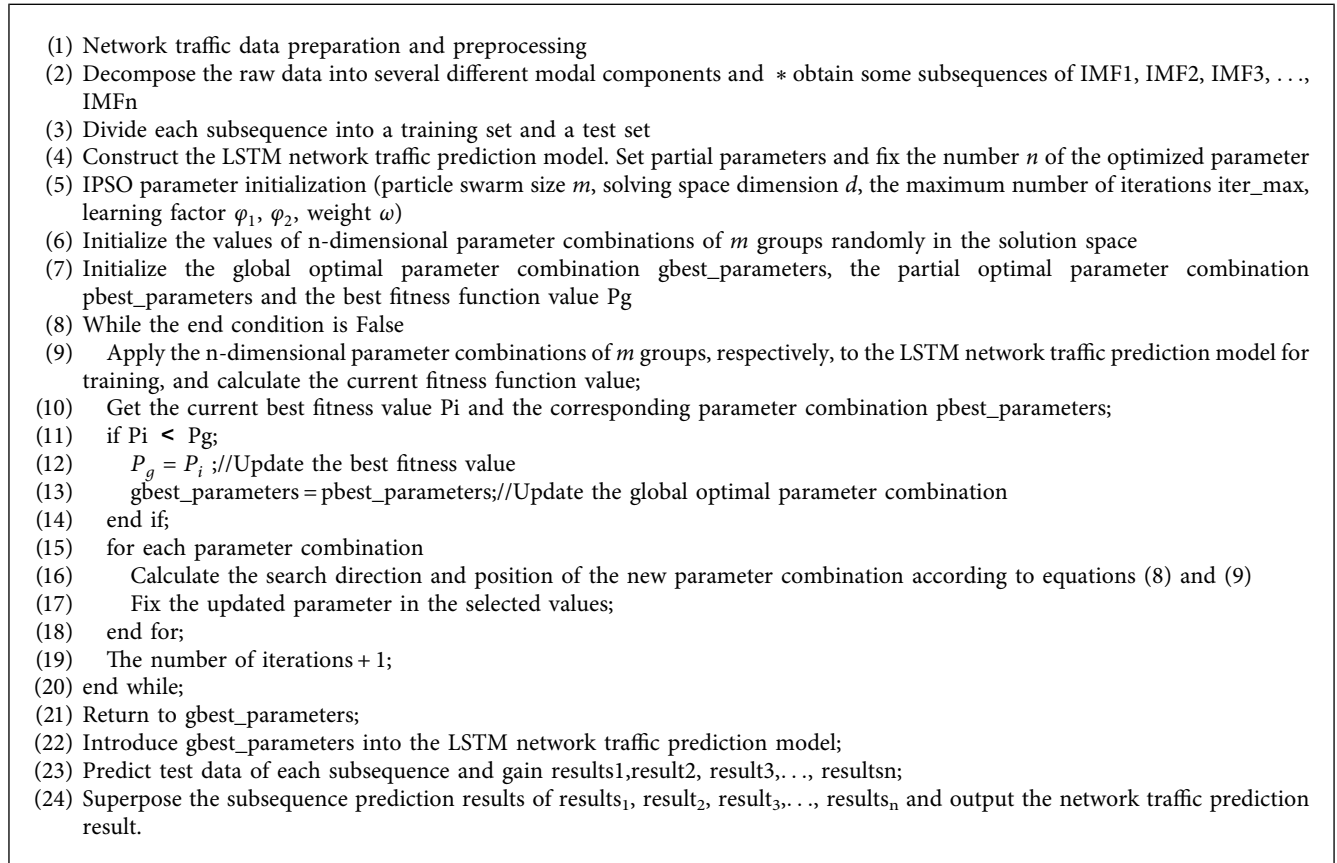 (1) Network traffic data preparation and preprocessing
(2) Decompose the raw data into several different modal components and ∗ obtain some subsequences of IMF1, IMF2, IMF3, . . .,
IMFn
(3) Divide each subsequence into a training set and a test set
(4) Construct the LSTM network traffic prediction model. Set partial parameters and fix the number n of the optimized parameter
(5) IPSO parameter initialization (particle swarm size m, solving space dimension d, the maximum number of iterations iter_max,
learning factor φ₁, φ₂, weight ω)
(6) Initialize the values of n-dimensional parameter combinations of m groups randomly in the solution space
(7) Initialize the global optimal parameter combination gbest_parameters, the partial optimal parameter combination
pbest_parameters and the best fitness function value Pg
(8) While the end condition is False
(9) Apply the n-dimensional parameter combinations of m groups, respectively, to the LSTM network traffic prediction model for
training, and calculate the current fitness function value;
(10) Get the current best fitness value Pi and the corresponding parameter combination pbest_parameters;
(11) if Pi < Pg;
(12) P_g = P_i ;//Update the best fitness value
(13) gbest_parameters = pbest_parameters;//Update the global optimal parameter combination
(14) end if;
(15) for each parameter combination
(16) Calculate the search direction and position of the new parameter combination according to equations (8) and (9)
(17) Fix the updated parameter in the selected values;
(18) end for;
(19) The number of iterations + 1;
(20) end while;
(21) Return to gbest_parameters;
(22) Introduce gbest_parameters into the LSTM network traffic prediction model;
(23) Predict test data of each subsequence and gain results1,result2, result3,. . ., resultsn;
(24) Superpose the subsequence prediction results of results₁, result₂, result₃,. . ., resultsₙ and output the network traffic prediction
result.